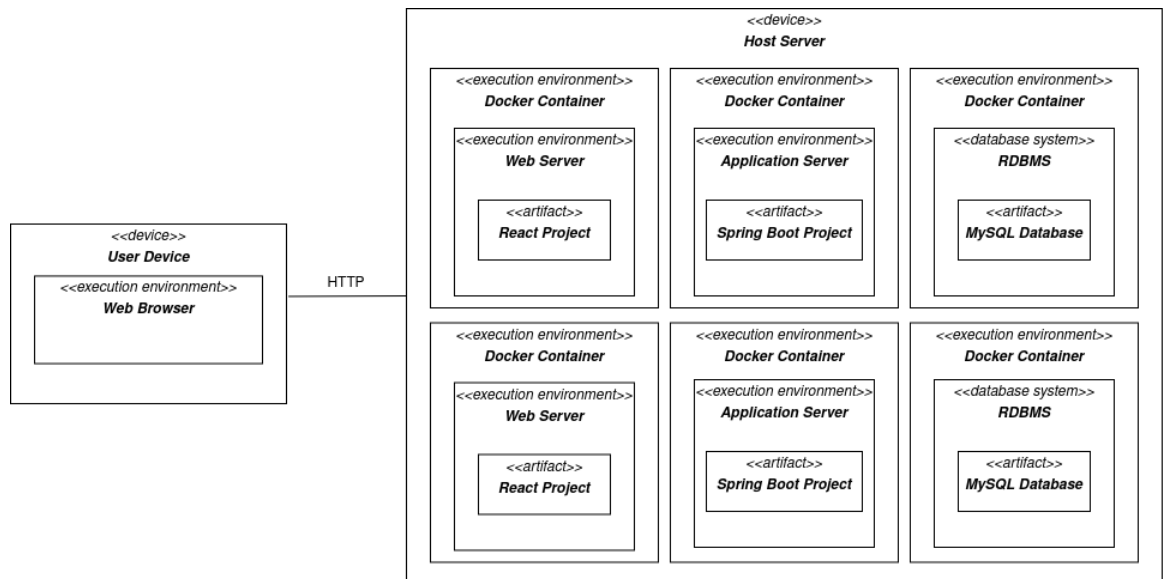 <<device>>
User Device
<<execution environment>>
Web Browser
HTTP
<<device>>
Host Server
<<execution environment>>
Docker Container
<<execution environment>>
Web Server
<<artifact>>
React Project
<<execution environment>>
Docker Container
<<execution environment>>
Application Server
<<artifact>>
Spring Boot Project
<<execution environment>>
Docker Container
<<database system>>
RDBMS
<<artifact>>
MySQL Database
<<execution environment>>
Docker Container
<<execution environment>>
Web Server
<<artifact>>
React Project
<<execution environment>>
Docker Container
<<execution environment>>
Application Server
<<artifact>>
Spring Boot Project
<<execution environment>>
Docker Container
<<database system>>
RDBMS
<<artifact>>
MySQL Database